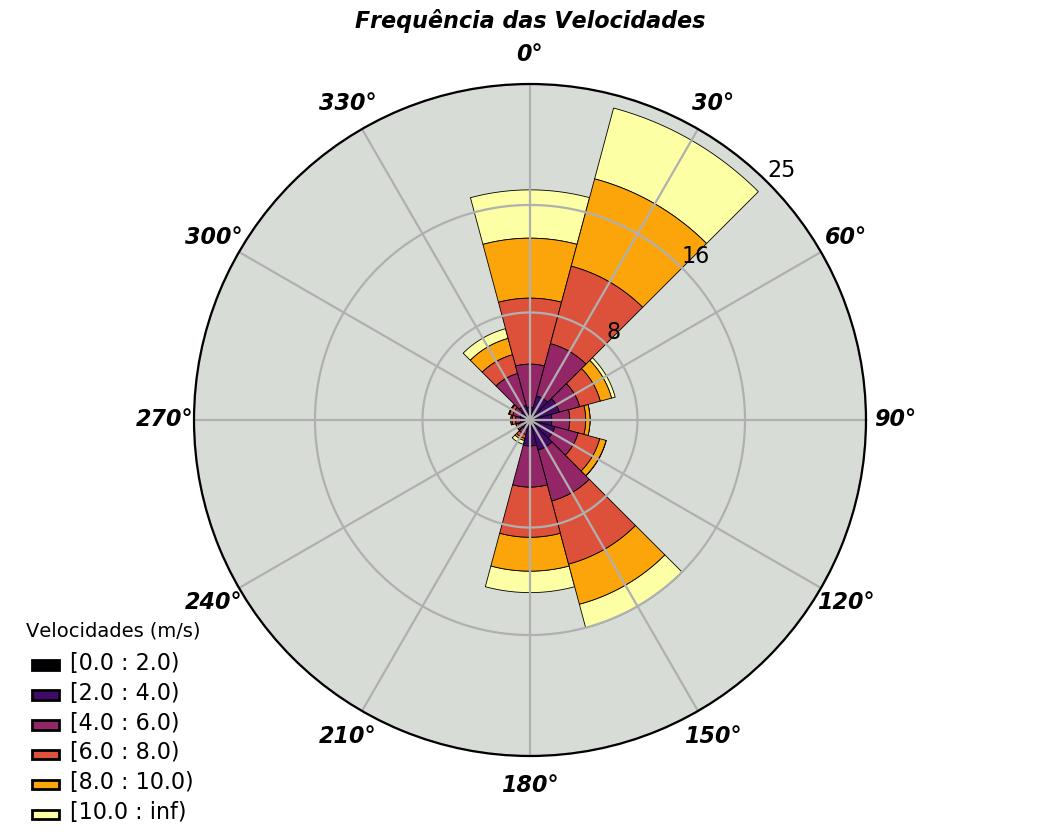 Frequência das Velocidades
0°
330°
30°
25
300°
60°
16
8
270°
90°
240°
120°
210°
150°
180°
Velocidades (m/s)
[0.0 : 2.0)
[2.0 : 4.0)
[4.0 : 6.0)
[6.0 : 8.0)
[8.0 : 10.0)
[10.0 : inf)